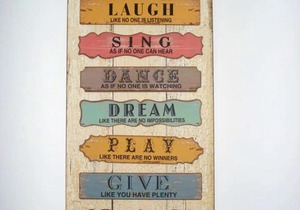 LAUGH
LIKE NO ONE IS LISTENING
SING
AS IF NO ONE CAN HEAR
DANCE
AS IF NO ONE IS WATCHING
DREAM
LIKE THERE ARE NO IMPOSSIBILITIES
PLAY
LIKE THERE ARE NO WINNERS
GIVE
LIKE YOU HAVE PLENTY